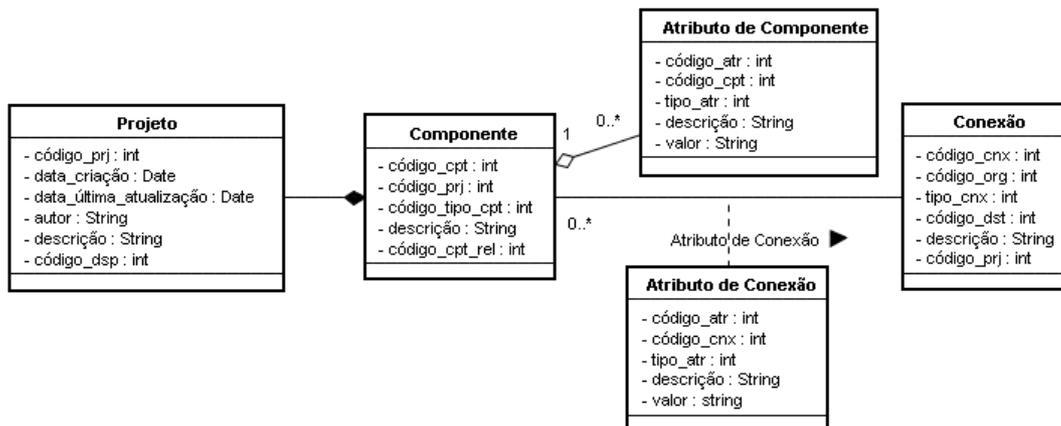 Projeto
- código_prj : int
- data_criação : Date
- data_última_atualização : Date
- autor : String
- descrição : String
- código_dsp : int
Componente
- código_cpt : int
- código_prj : int
- código_tipo_cpt : int
- descrição : String
- código_cpt_rel : int
1
0..*
Atributo de Componente
- código_atr : int
- código_cpt : int
- tipo_atr : int
- descrição : String
- valor : String
0..*
Atributo de Conexão ►
Atributo de Conexão
- código_atr : int
- código_cnx : int
- tipo_atr : int
- descrição : String
- valor : string
Conexão
- código_cnx : int
- código_org : int
- tipo_cnx : int
- código_dst : int
- descrição : String
- código_prj : int